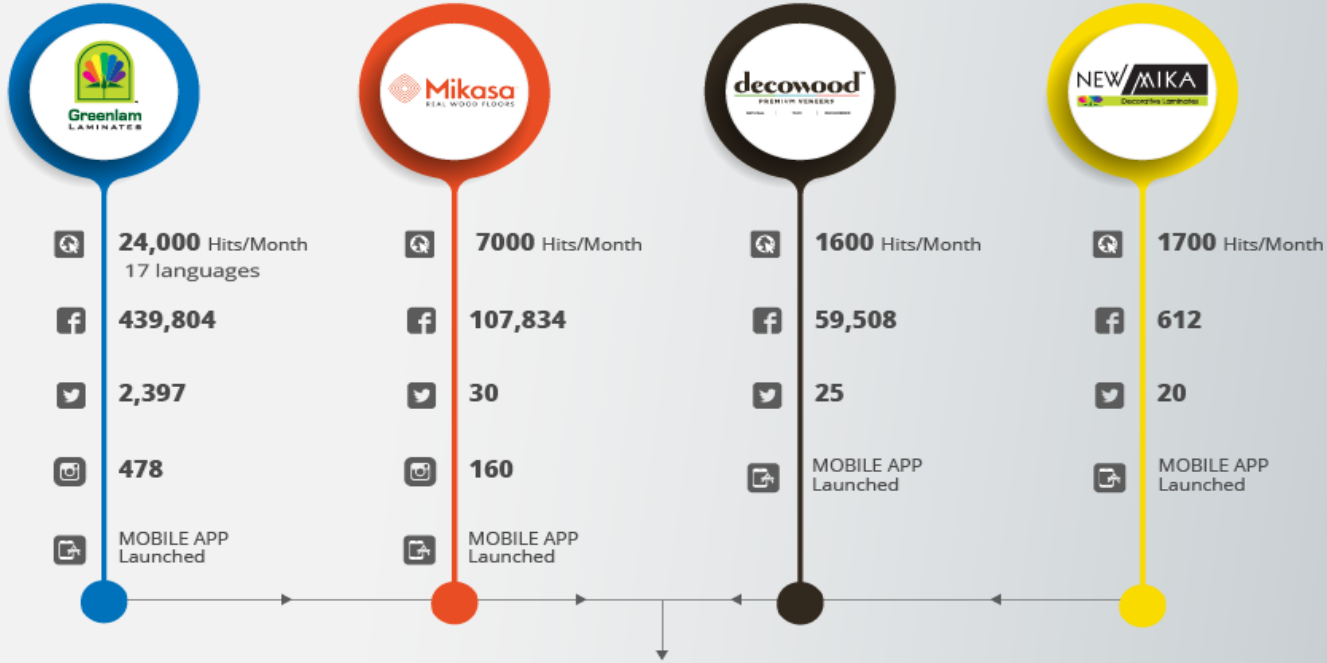 Greenlam
LAMINATES
24,000 Hits/Month
17 languages
439,804
2,397
478
MOBILE APP
Launched
Mikasa
REAL WOOD FLOORS
7000 Hits/Month
107,834
30
160
MOBILE APP
Launched
decowood™
PREMIUM VENEERS
1600 Hits/Month
59,508
25
MOBILE APP
Launched
NEW MIKA
Decorative Laminates
1700 Hits/Month
612
20
MOBILE APP
Launched